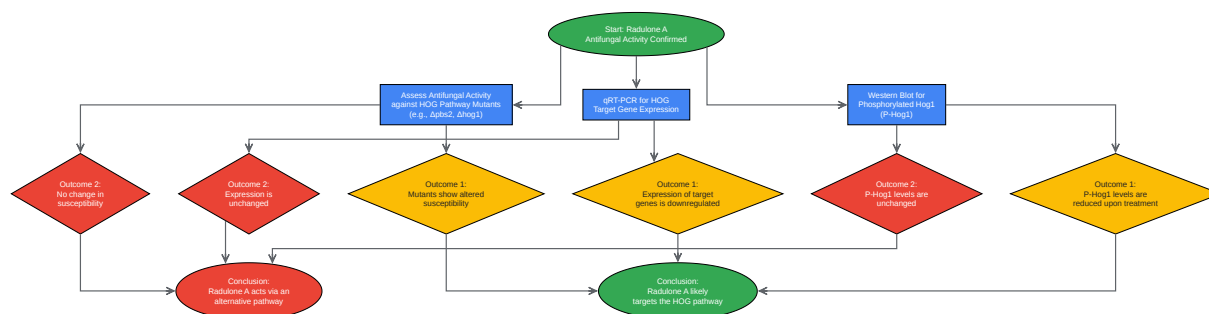 Start: Radulone A
Antifungal Activity Confirmed
Assess Antifungal Activity
against HOG Pathway Mutants
(e.g., Δpbs2, Δhog1)
qRT-PCR for HOG
Target Gene Expression
Western Blot for
Phosphorylated Hog1
(P-Hog1)
Outcome 2:
No change in
susceptibility
Outcome 2:
Expression is
unchanged
Outcome 1:
Mutants show altered
susceptibility
Outcome 1:
Expression of target
genes is downregulated
Outcome 2:
P-Hog1 levels are
unchanged
Outcome 1:
P-Hog1 levels are
reduced upon treatment
Conclusion:
Radulone A acts via an
alternative pathway
Conclusion:
Radulone A likely
targets the HOG pathway